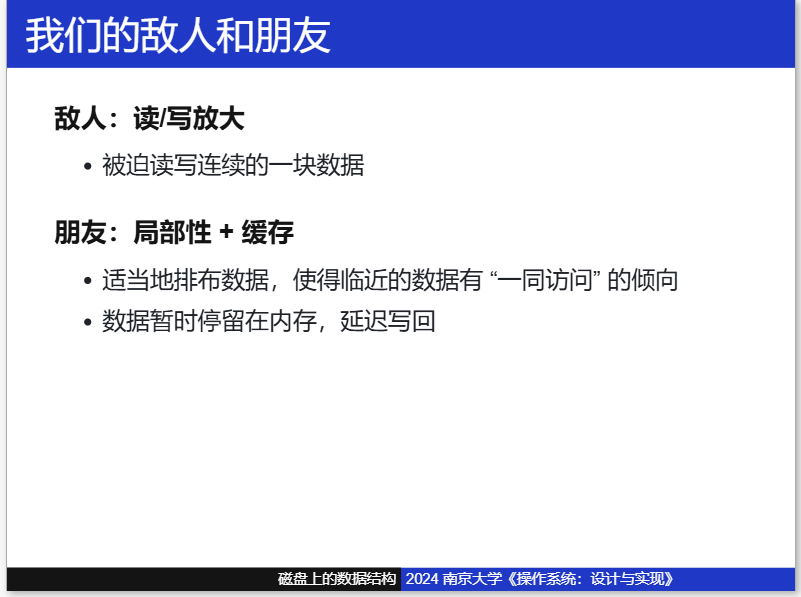 我们的敌人和朋友
敌人：读/写放大
• 被迫读写连续的一块数据
朋友：局部性 + 缓存
• 适当地排布数据，使得临近的数据有 “一同访问” 的倾向
• 数据暂时停留在内存，延迟写回
磁盘上的数据结构 2024 南京大学《操作系统：设计与实现》